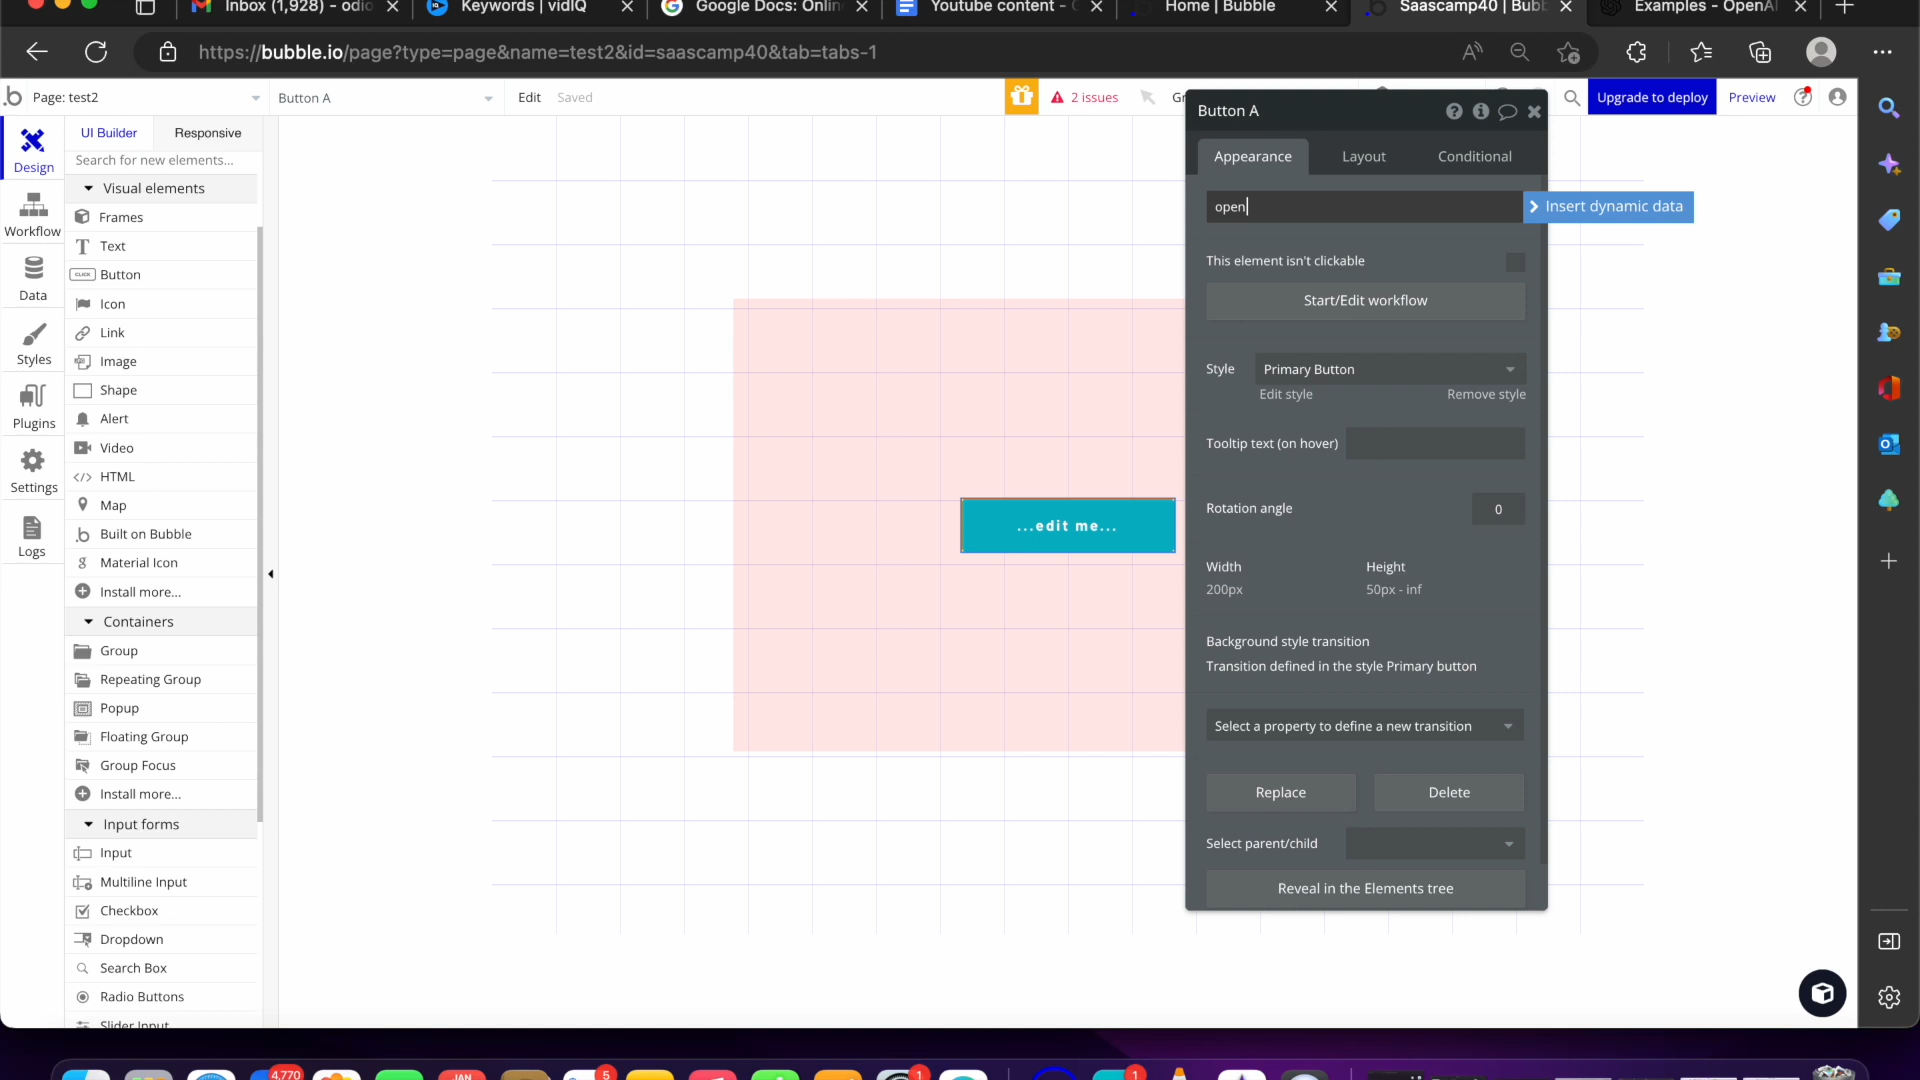 Inbox (1,928) - odio
Keywords | vidIQ
Google Docs: Onlin
Youtube content - G
Home | Bubble
Saascamp40 | Bubb
Examples - OpenAI
https://bubble.io/page?type=page&name=test2&id=saascamp40&tab=tabs-1
Page: test2
Button A
Edit
Saved
2 issues
Upgrade to deploy
Preview
UI Builder
Responsive
Search for new elements...
Design
Workflow
Data
Styles
Plugins
Settings
Logs
Visual elements
Frames
Text
CLICK
Button
Icon
Link
Image
Shape
Alert
Video
HTML
Map
Built on Bubble
Material Icon
Install more...
Containers
Group
Repeating Group
Popup
Floating Group
Group Focus
Install more...
Input forms
Input
Multiline Input
Checkbox
Dropdown
Search Box
Radio Buttons
Slider Input
...edit me...
Button A
Appearance
Layout
Conditional
open
Insert dynamic data
This element isn't clickable
Start/Edit workflow
Style
Primary Button
Edit style
Remove style
Tooltip text (on hover)
Rotation angle
0
Width
Height
200px
50px - inf
Background style transition
Transition defined in the style Primary button
Select a property to define a new transition
Replace
Delete
Select parent/child
Reveal in the Elements tree
4,770
JAN
5
1
1